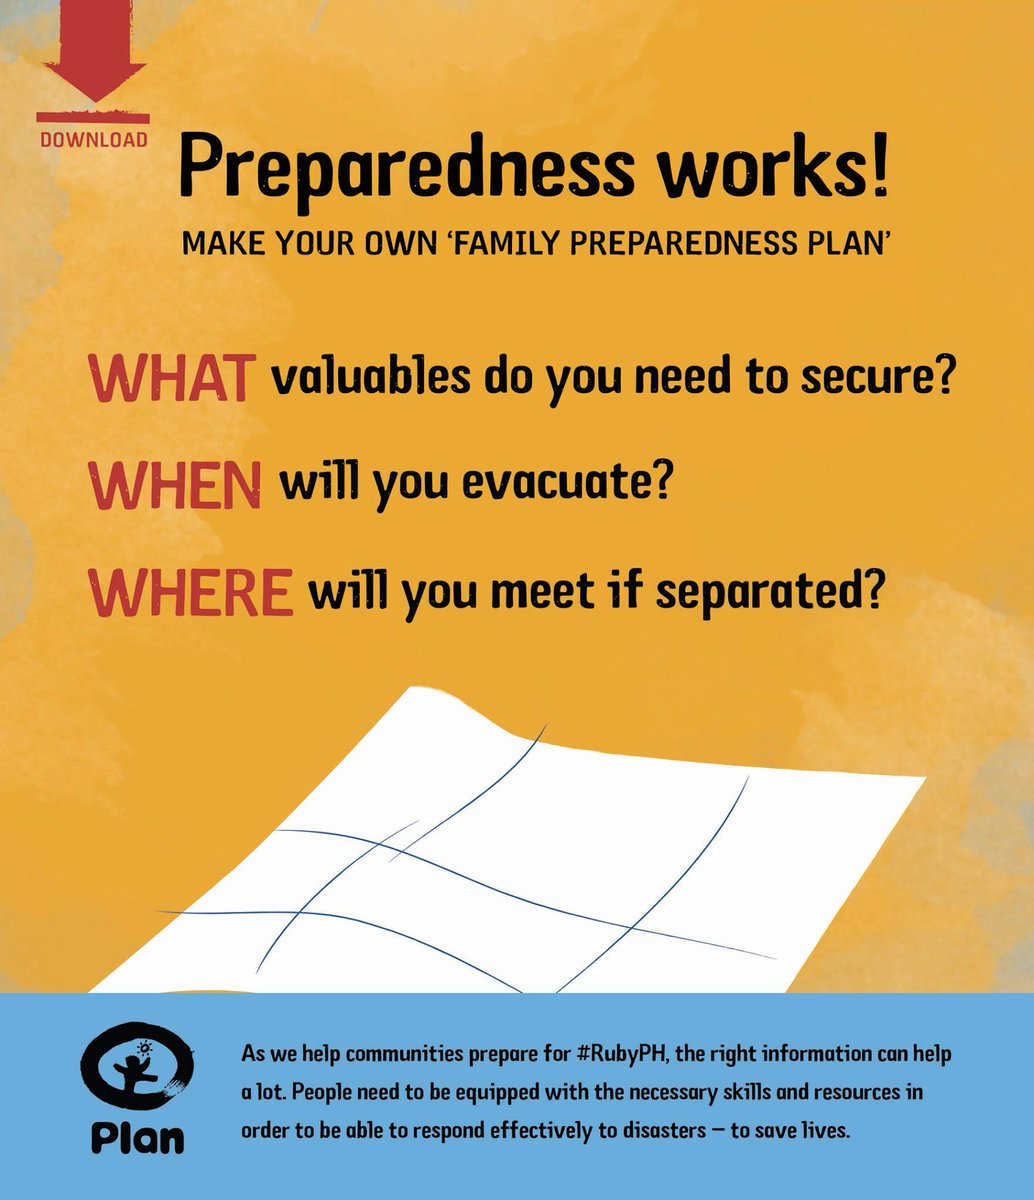 DOWNLOAD
Preparedness works!
MAKE YOUR OWN ‘FAMILY PREPAREDNESS PLAN’
WHAT valuables do you need to secure?
WHEN will you evacuate?
WHERE will you meet if separated?
As we help communities prepare for #RubyPH, the right information can help
a lot. People need to be equipped with the necessary skills and resources in
order to be able to respond effectively to disasters – to save lives.
Plan